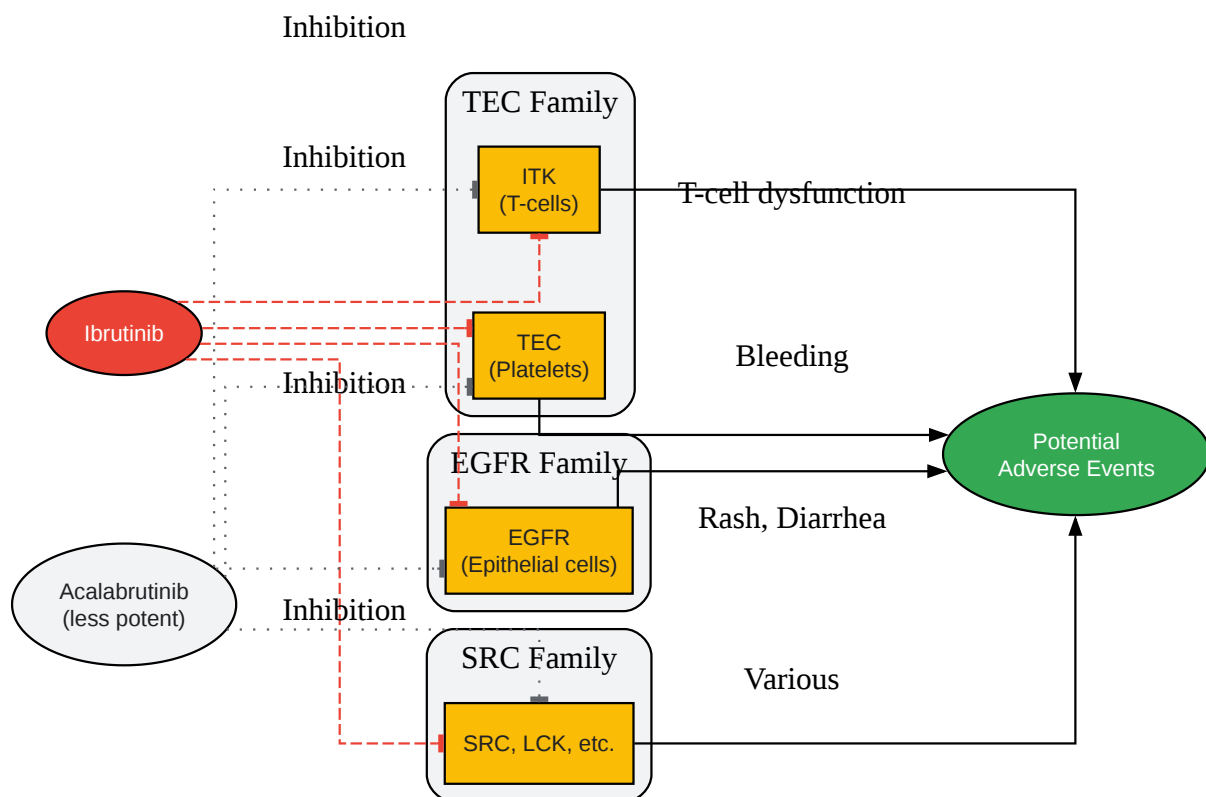 Inhibition
TEC Family
Inhibition
ITK
(T-cells)
T-cell dysfunction
Ibrutinib
TEC
(Platelets)
Bleeding
Inhibition
Potential
Adverse Events
EGFR Family
Rash, Diarrhea
EGFR
(Epithelial cells)
Acalabrutinib
(less potent)
Inhibition
SRC Family
Various
SRC, LCK, etc.